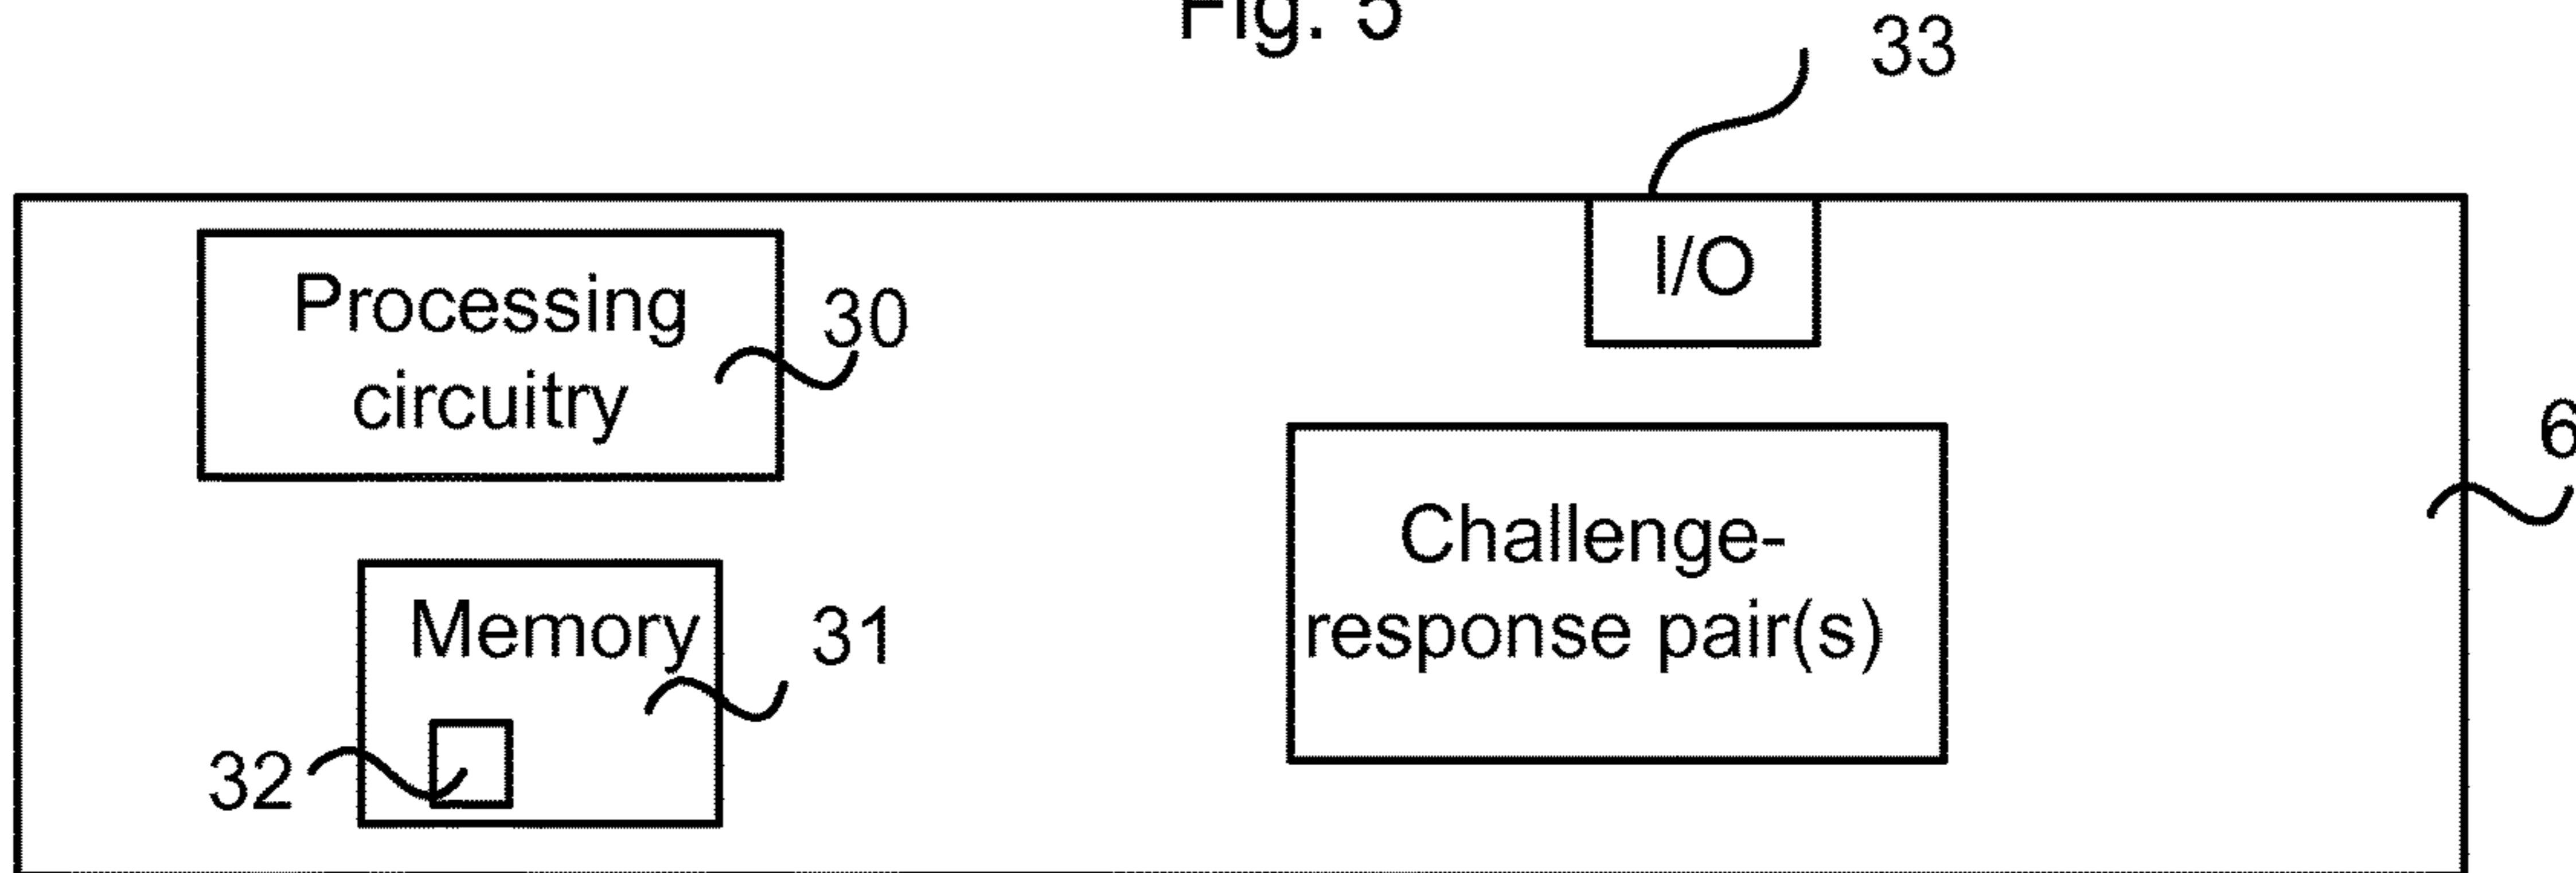 Fig. 5
33
I/O
Processing
circuitry
30
6
Challenge-
response pair(s)
Memory
31
32